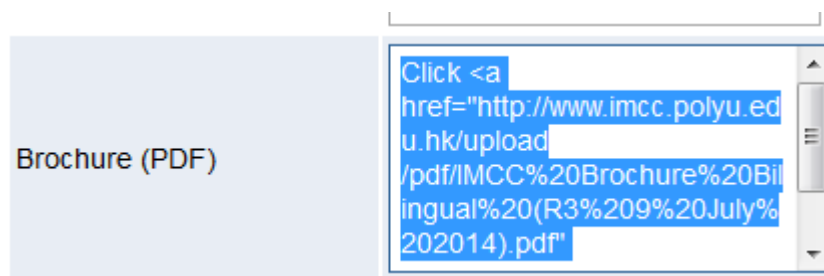 Brochure (PDF)
Click <a
href="http://www.imcc.polyu.ed
u.hk/upload
/pdf/IMCC%20Brochure%20Bil
ingual%20(R3%209%20July%
202014).pdf"